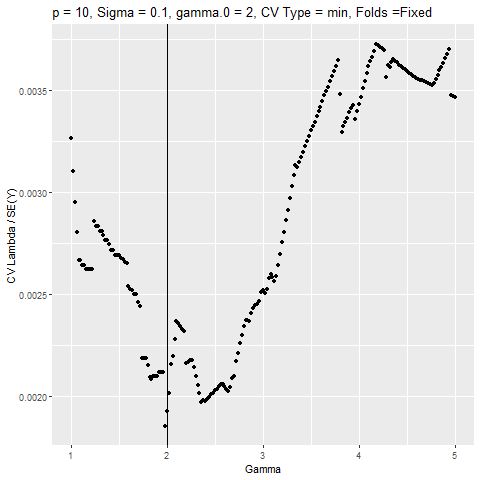 p = 10, Sigma = 0.1, gamma.0 = 2, CV Type = min, Folds =Fixed
CV Lambda / SE(Y)
0.0035
0.0030
0.0025
0.0020
1 2 3 4 5
Gamma